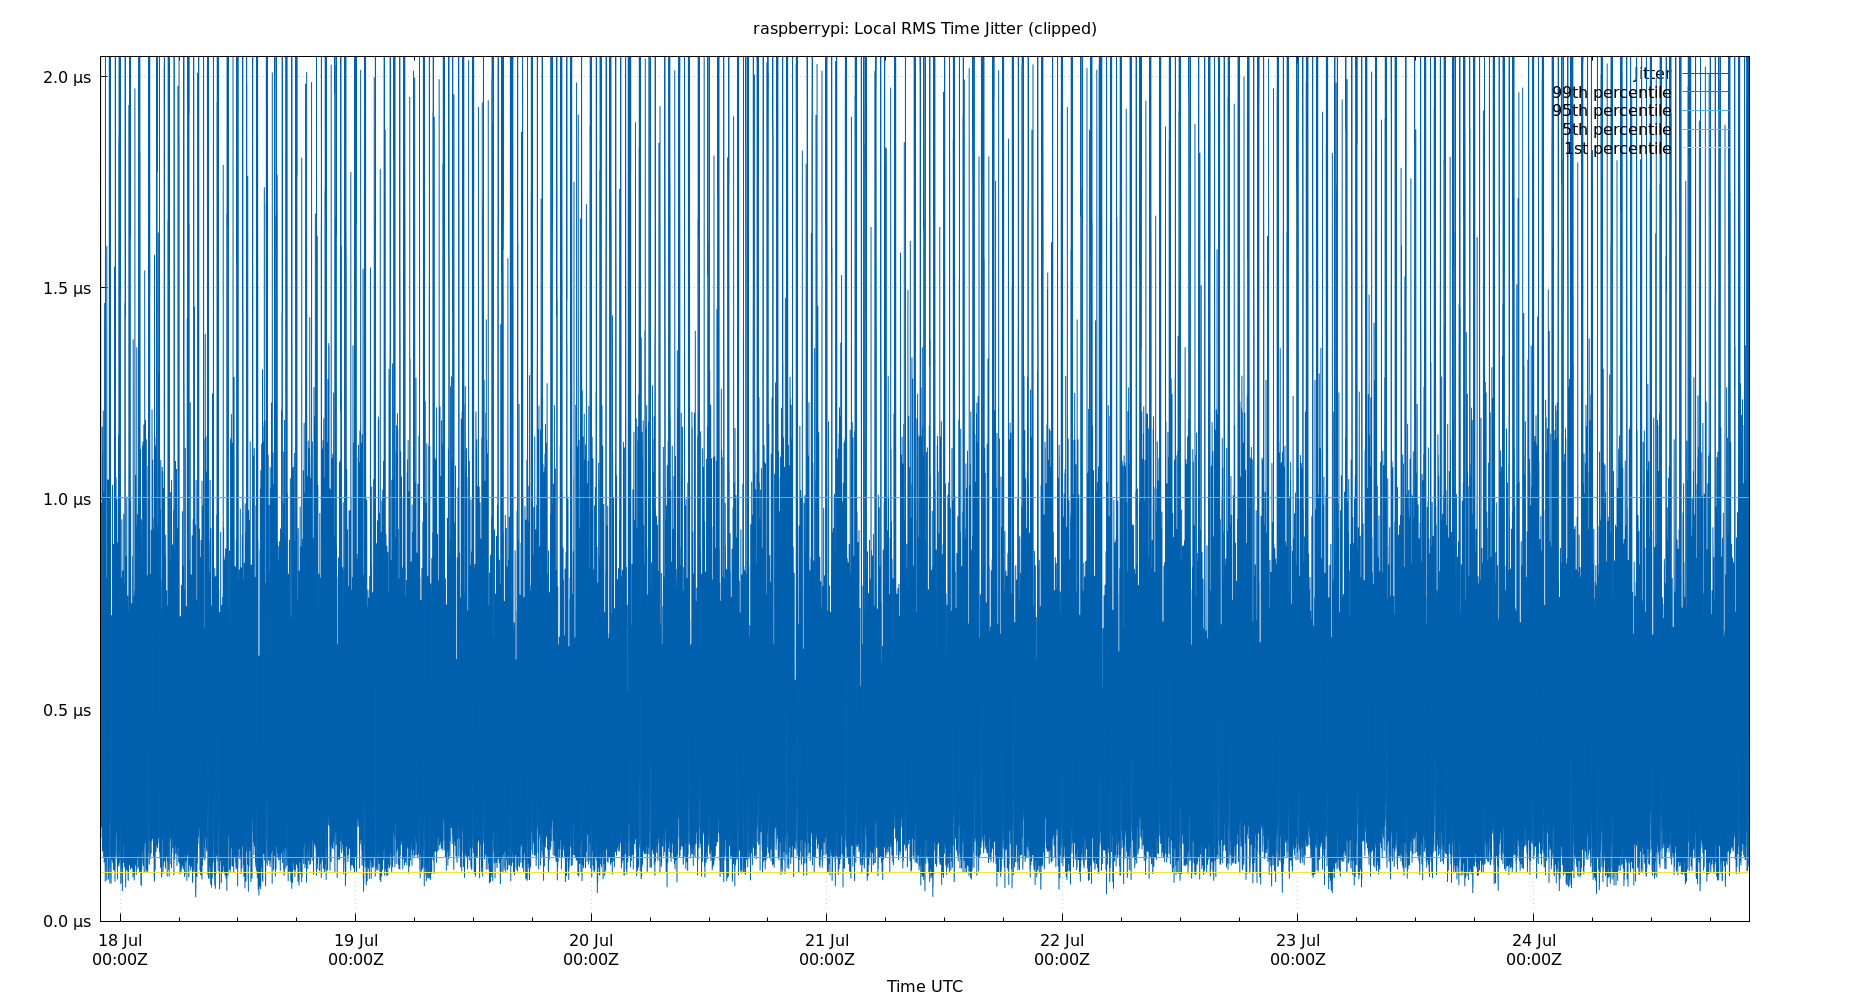 raspberrypi: Local RMS Time Jitter (clipped)
2.0 µs
jitter
99th percentile
95th percentile
5th percentile
1st percentile
1.5 µs
1.0 µs
0.5 µs
0.0 µs
18 Jul 19 Jul 20 Jul 21 Jul 22 Jul 23 Jul 24 Jul
00:00Z 00:00Z 00:00Z 00:00Z 00:00Z 00:00Z 00:00Z
Time UTC